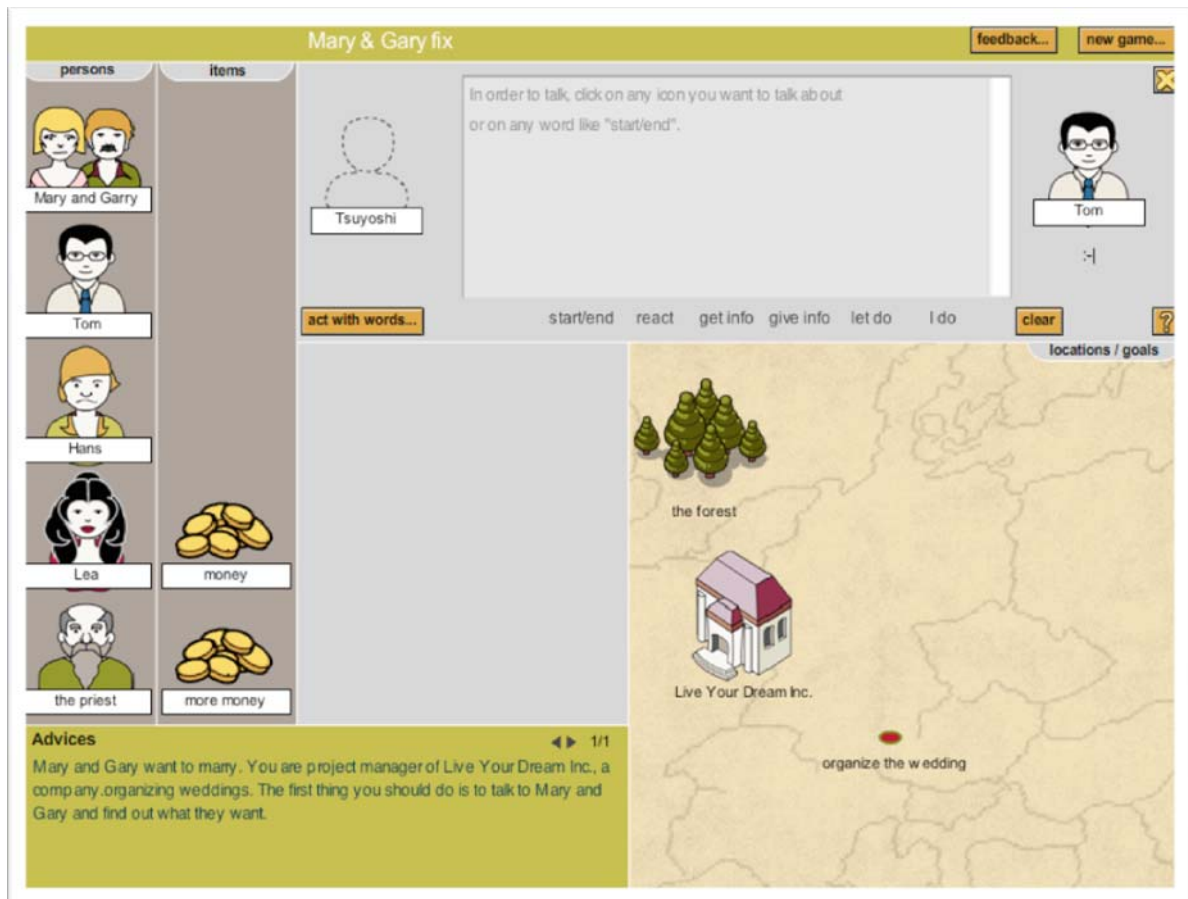 Mary & Gary fix
feedback...
new game...
persons
items
Mary and Garry
Tom
Hans
Lea
the priest
money
more money
In order to talk, click on any icon you want to talk about
or on any word like "start/end".
Tsuyoshi
Tom
:-|
act with words...
start/end react get info give info let do I do
clear
?
locations / goals
the forest
Live Your Dream Inc.
organize the wedding
Advices
1/1
Mary and Gary want to marry. You are project manager of Live Your Dream Inc., a
company.organizing weddings. The first thing you should do is to talk to Mary and
Gary and find out what they want.